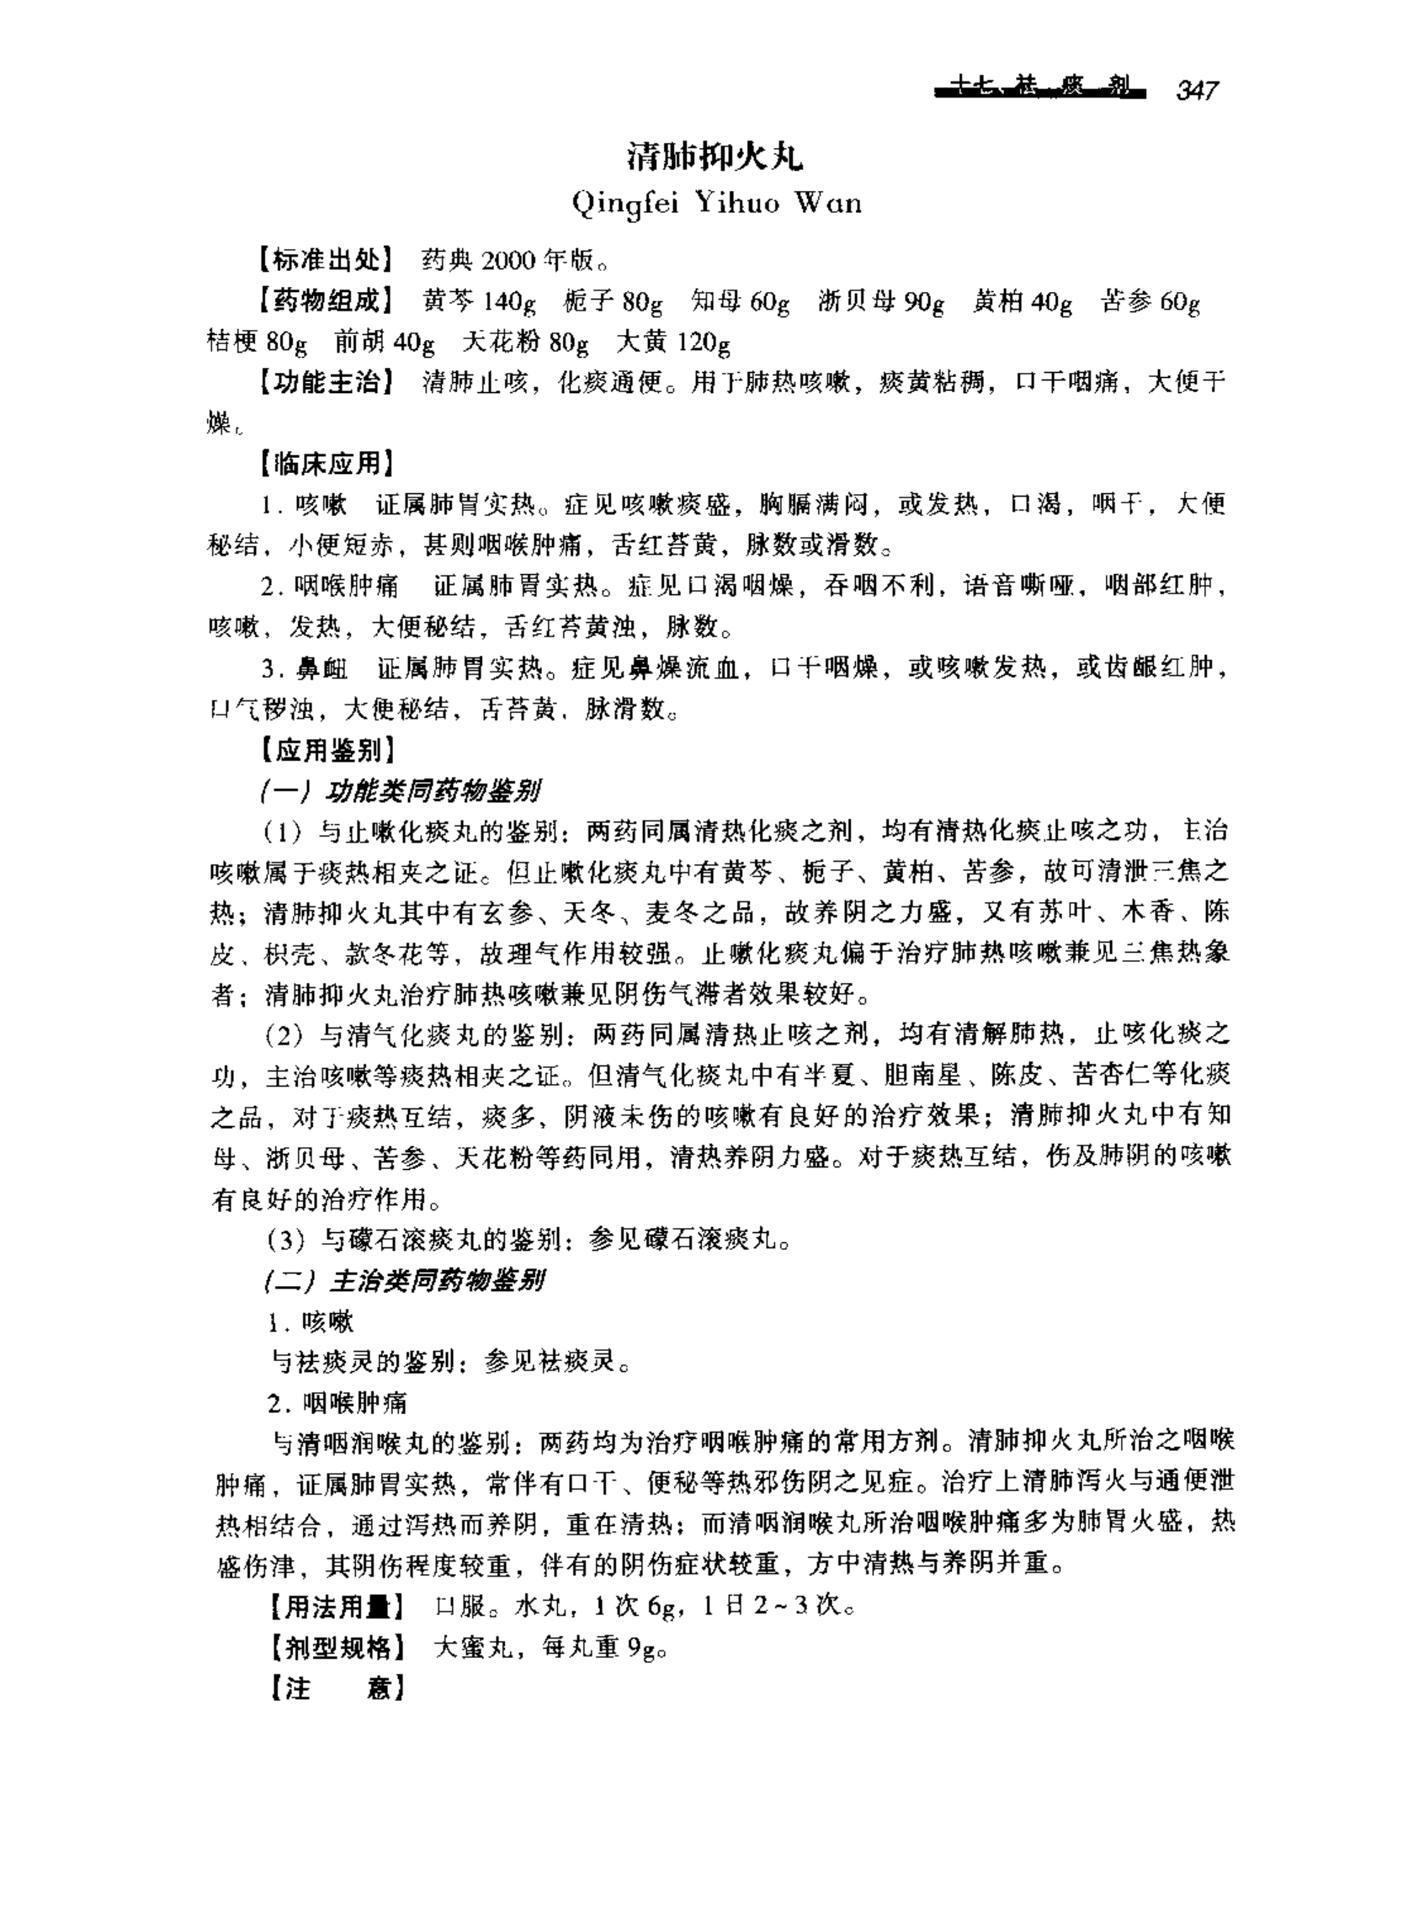 十七、祛痰剂 347
清肺抑火丸
Qingfei Yihuo Wan
【标准出处】 药典 2000 年版。
【药物组成】 黄芩 140g 栀子 80g 知母 60g 浙贝母 90g 黄柏 40g 苦参 60g
桔梗 80g 前胡 40g 天花粉 80g 大黄 120g
【功能主治】 清肺止咳，化痰通便。用于肺热咳嗽，痰黄粘稠，口干咽痛，大便干
燥。
【临床应用】
1. 咳嗽 证属肺胃实热。症见咳嗽痰盛，胸膈满闷，或发热，口渴，咽干，大便
秘结，小便短赤，甚则咽喉肿痛，舌红苔黄，脉数或滑数。
2. 咽喉肿痛 证属肺胃实热。症见口渴咽燥，吞咽不利，语音嘶哑，咽部红肿，
咳嗽，发热，大便秘结，舌红苔黄浊，脉数。
3. 鼻衄 证属肺胃实热。症见鼻燥流血，口干咽燥，或咳嗽发热，或齿龈红肿，
口气秽浊，大便秘结，舌苔黄，脉滑数。
【应用鉴别】
(一) 功能类同药物鉴别
（1）与止嗽化痰丸的鉴别：两药同属清热化痰之剂，均有清热化痰止咳之功，主治
咳嗽属于痰热相夹之证。但止嗽化痰丸中有黄芩、栀子、黄柏、苦参，故可清泄三焦之
热；清肺抑火丸其中有玄参、天冬、麦冬之品，故养阴之力盛，又有苏叶、木香、陈
皮、枳壳、款冬花等，故理气作用较强。止嗽化痰丸偏于治疗肺热咳嗽兼见三焦热象
者；清肺抑火丸治疗肺热咳嗽兼见阴伤气滞者效果较好。
（2）与清气化痰丸的鉴别：两药同属清热止咳之剂，均有清解肺热，止咳化痰之
功，主治咳嗽等痰热相夹之证。但清气化痰丸中有半夏、胆南星、陈皮、苦杏仁等化痰
之品，对于痰热互结，痰多，阴液未伤的咳嗽有良好的治疗效果；清肺抑火丸中有知
母、浙贝母、苦参、天花粉等药同用，清热养阴力盛。对于痰热互结，伤及肺阴的咳嗽
有良好的治疗作用。
（3）与礞石滚痰丸的鉴别：参见礞石滚痰丸。
(二) 主治类同药物鉴别
1. 咳嗽
与祛痰灵的鉴别：参见祛痰灵。
2. 咽喉肿痛
与清咽润喉丸的鉴别：两药均为治疗咽喉肿痛的常用方剂。清肺抑火丸所治之咽喉
肿痛，证属肺胃实热，常伴有口干、便秘等热邪伤阴之见症。治疗上清肺泻火与通便泄
热相结合，通过泻热而养阴，重在清热；而清咽润喉丸所治咽喉肿痛多为肺胃火盛，热
盛伤津，其阴伤程度较重，伴有的阴伤症状较重，方中清热与养阴并重。
【用法用量】 口服。水丸，1 次 6g，1 日 2~3 次。
【剂型规格】 大蜜丸，每丸重 9g。
【注 意】